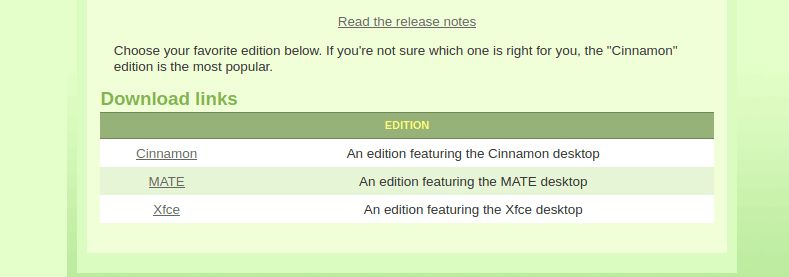 Read the release notes
Choose your favorite edition below. If you're not sure which one is right for you, the "Cinnamon"
edition is the most popular.
Download links
EDITION
Cinnamon An edition featuring the Cinnamon desktop
MATE An edition featuring the MATE desktop
Xfce An edition featuring the Xfce desktop